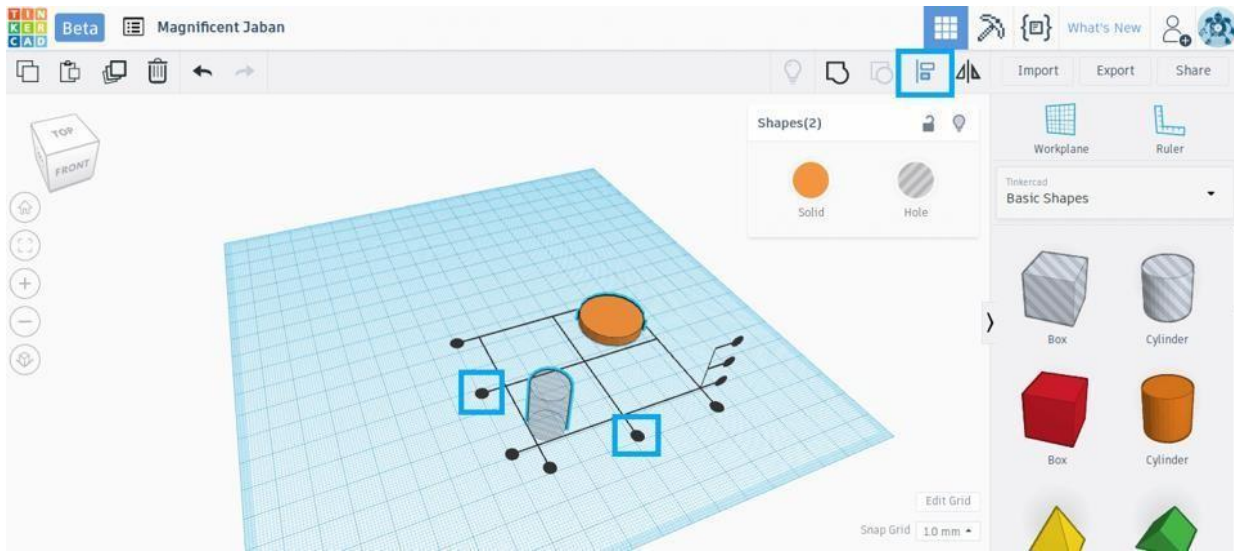 TIN
KER
CAD
Beta
Magnificent Jaban
What's New
Import
Export
Share
Shapes(2)
Solid
Hole
TOP
FRONT
Workplane
Ruler
Tinkercad
Basic Shapes
Box
Cylinder
Box
Cylinder
Edit Grid
Snap Grid 1.0 mm